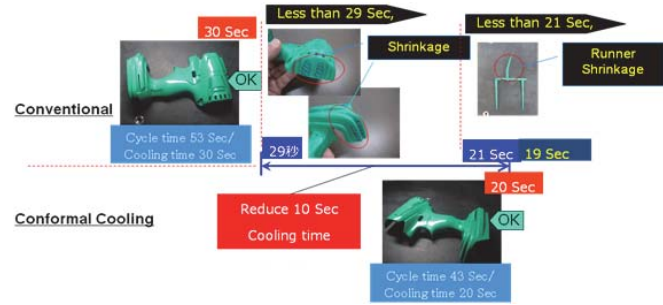 Less than 29 Sec,
Less than 21 Sec,
30 Sec
Shrinkage
Runner
Shrinkage
OK
Conventional
Cycle time 53 Sec/
Cooling time 30 Sec
29秒
21 Sec
19 Sec
20 Sec
Reduce 10 Sec
Cooling time
OK
Conformal Cooling
Cycle time 43 Sec/
Cooling time 20 Sec